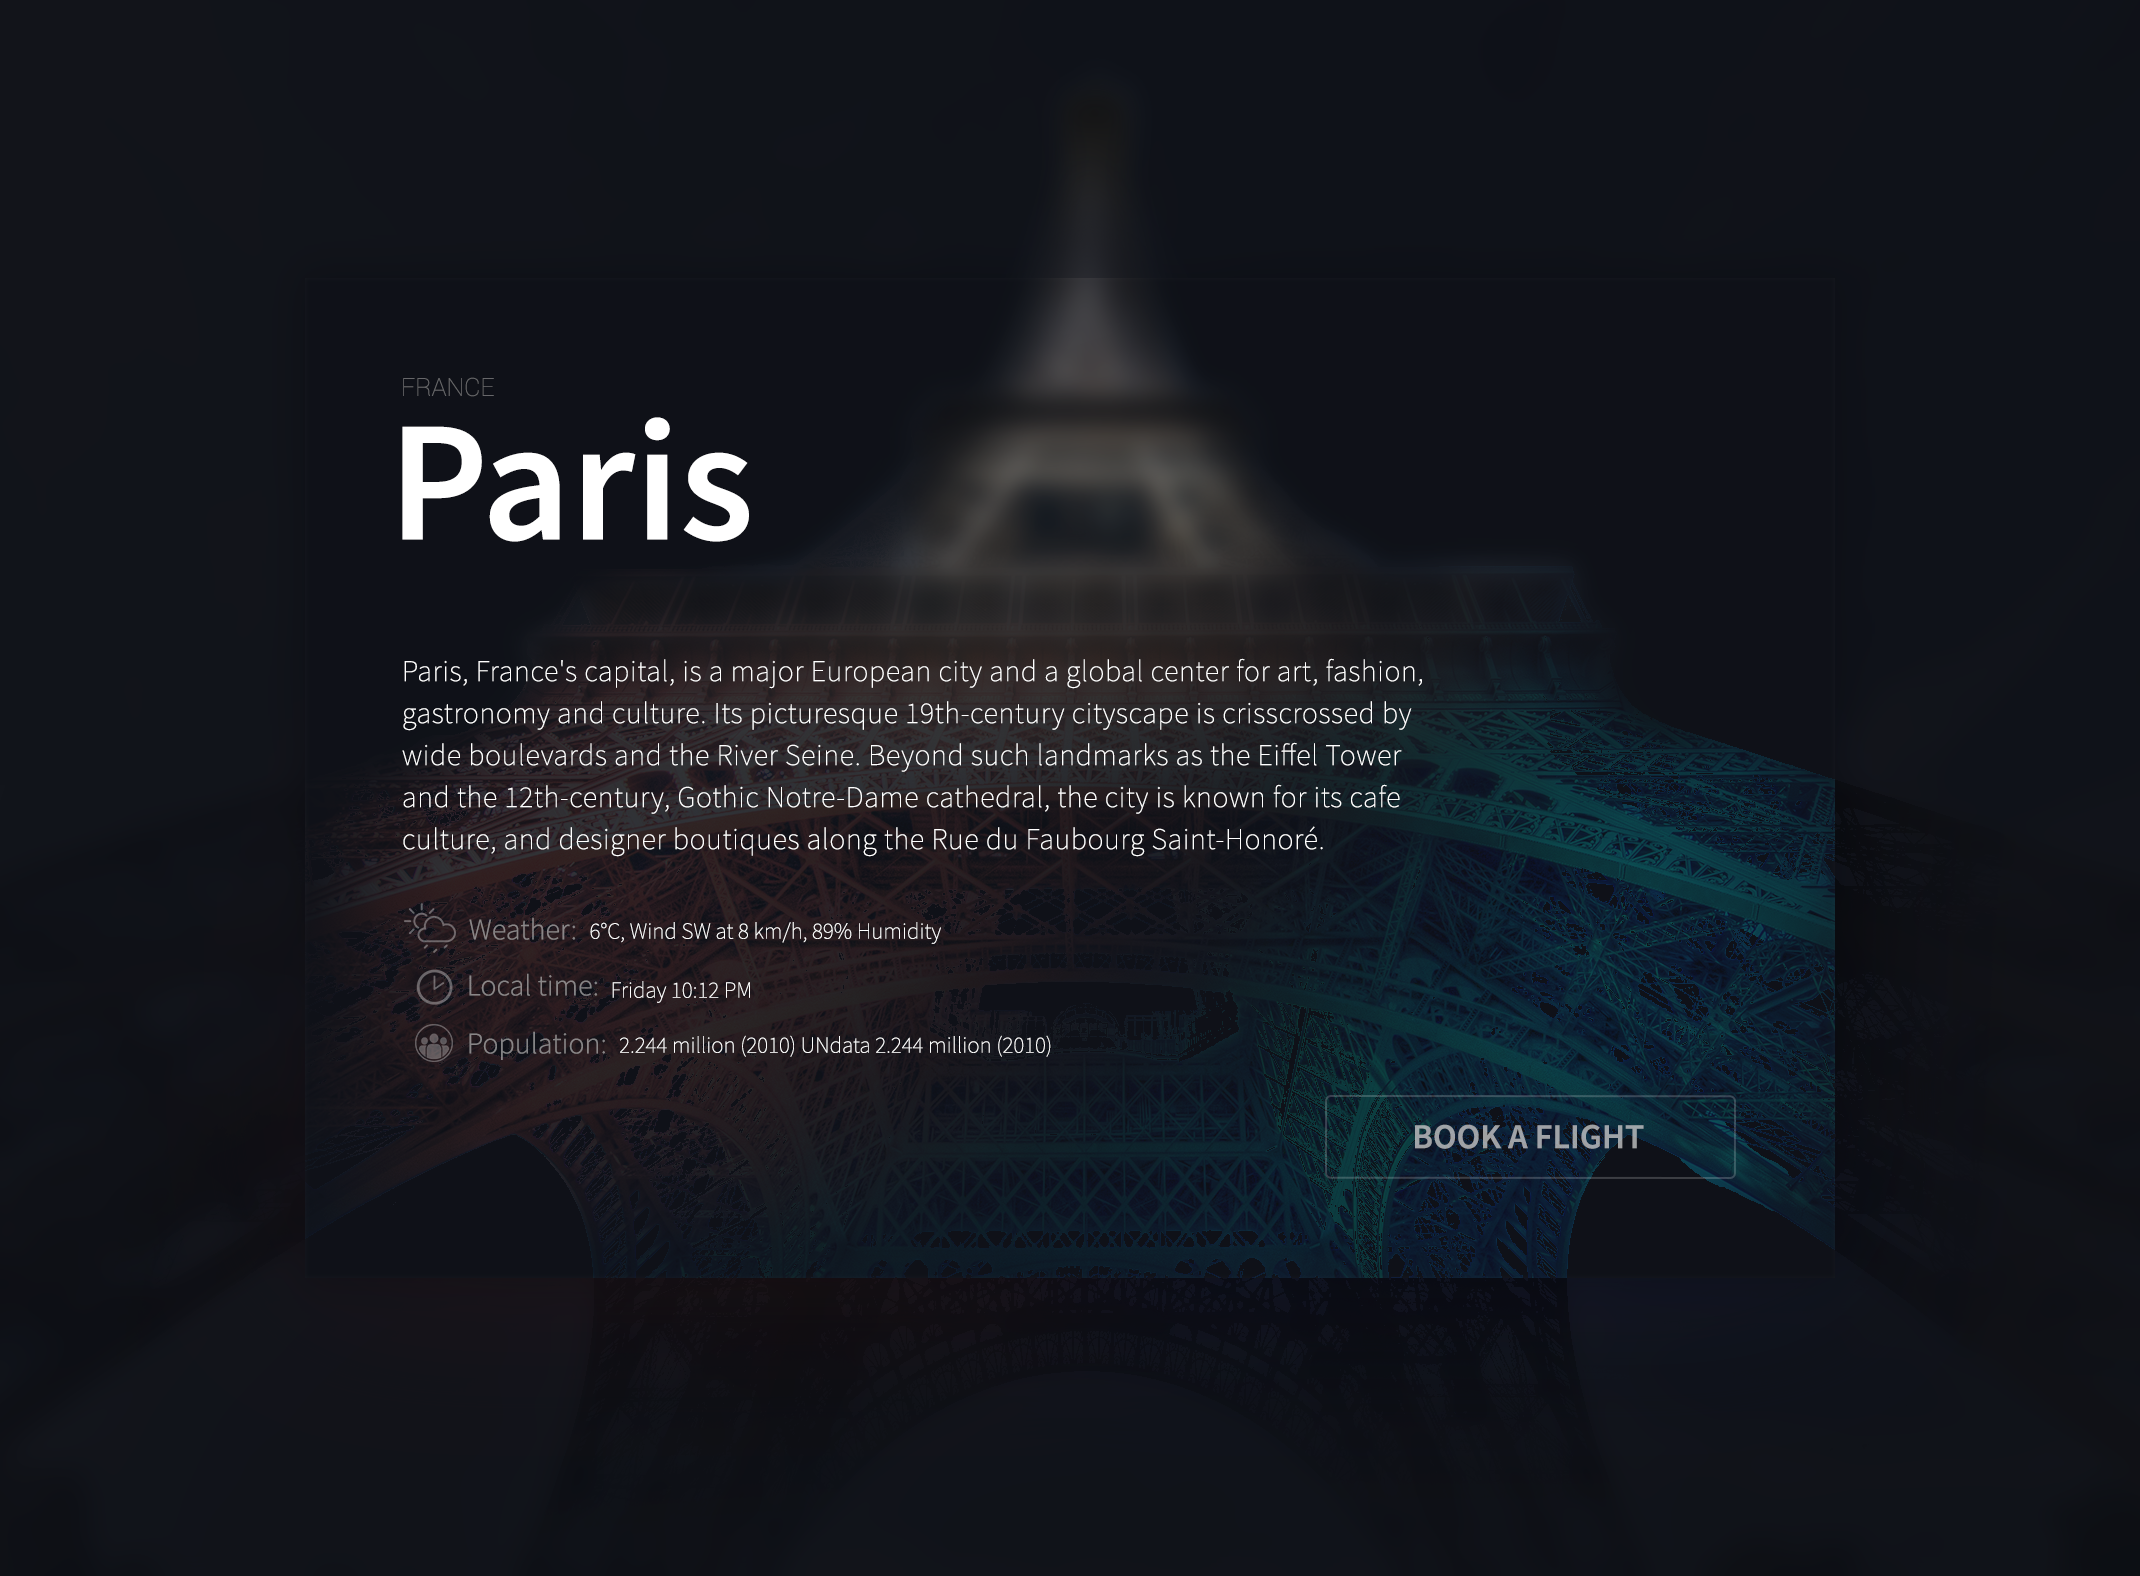 FRANCE
Paris
Paris, France's capital, is a major European city and a global center for art, fashion,
gastronomy and culture. Its picturesque 19th-century cityscape is crisscrossed by
wide boulevards and the River Seine. Beyond such landmarks as the Eiffel Tower
and the 12th-century, Gothic Notre-Dame cathedral, the city is known for its cafe
culture, and designer boutiques along the Rue du Faubourg Saint-Honoré.
Weather: 6°C, Wind SW at 8 km/h, 89% Humidity
Local time: Friday 10:12 PM
Population: 2.244 million (2010) UNdata 2.244 million (2010)
BOOK A FLIGHT